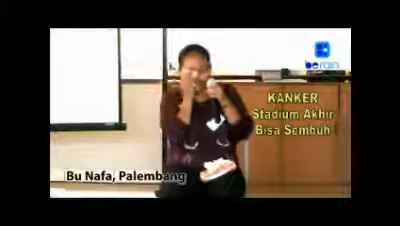 KANKER
Stadium Akhir
Bisa Sembuh
Bu Nafa, Palembang